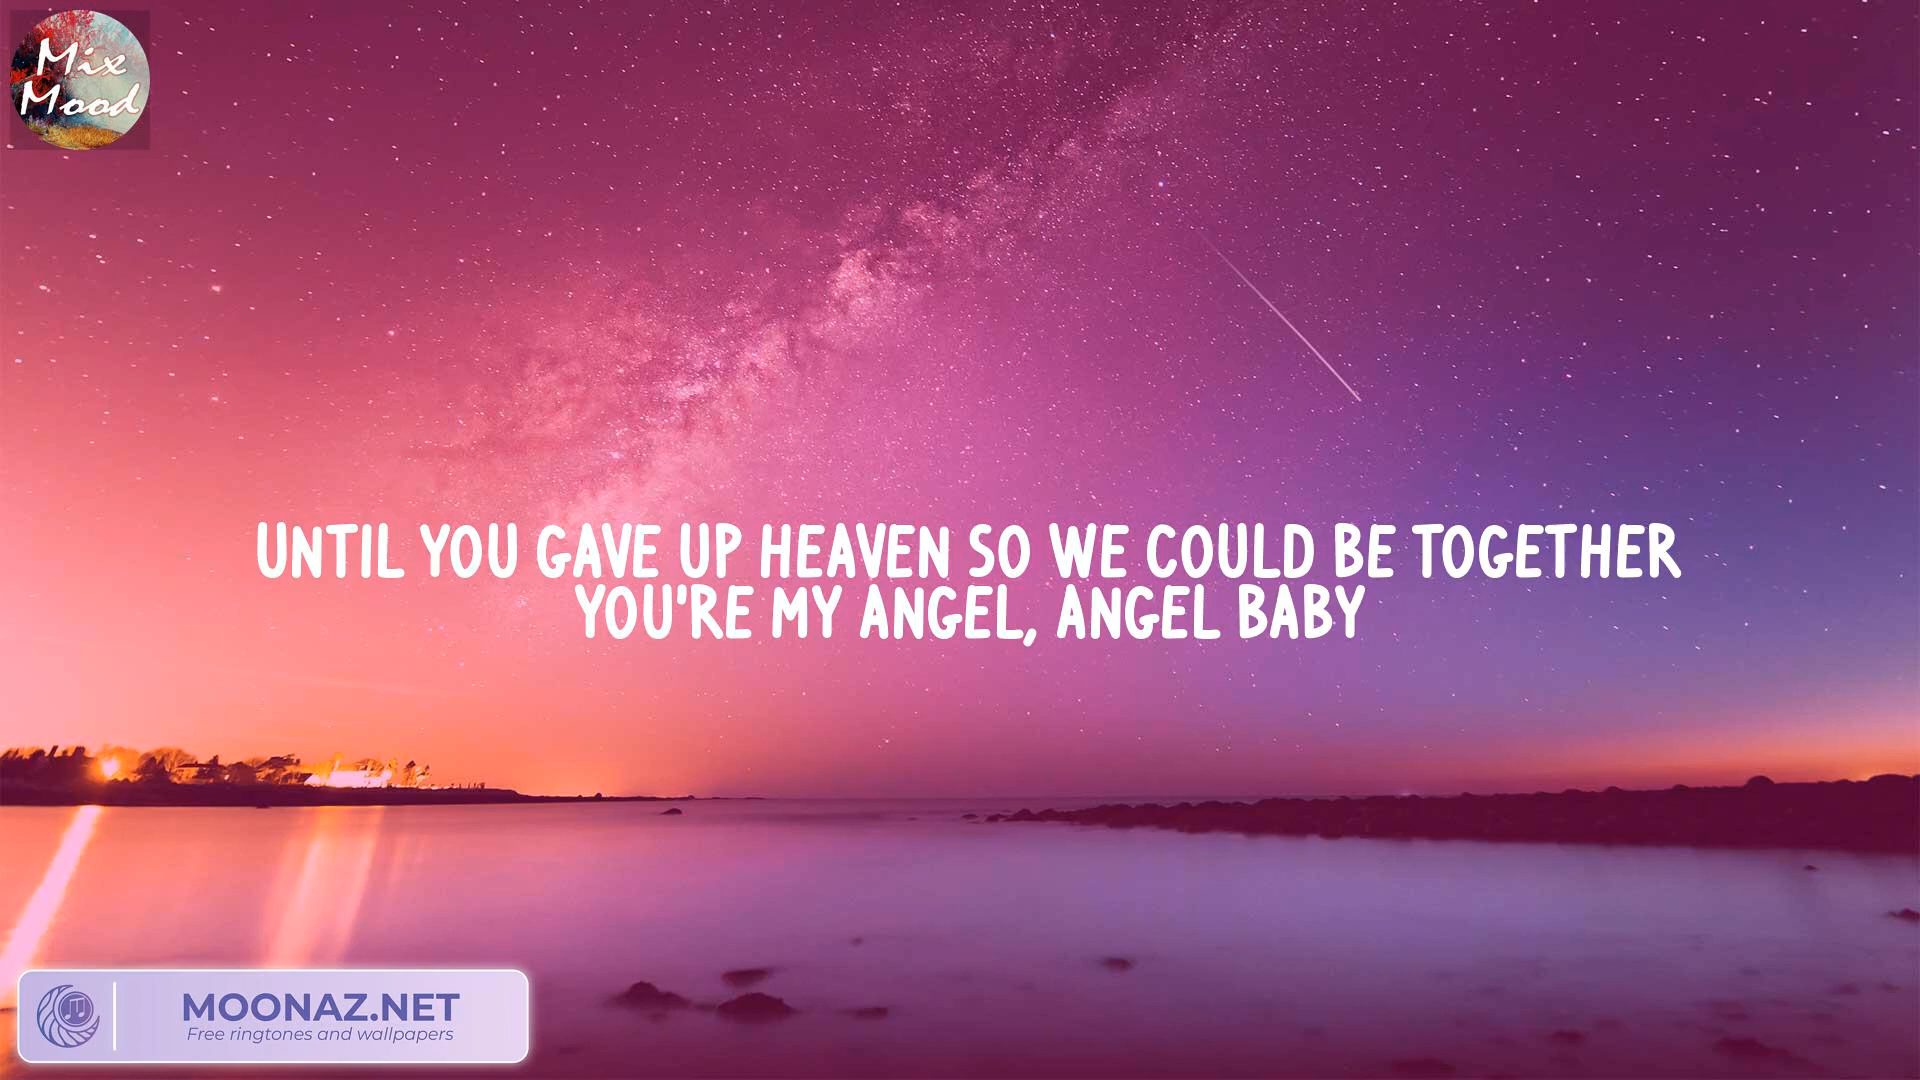 Mix
Mood
UNTIL YOU GAVE UP HEAVEN SO WE COULD BE TOGETHER
YOU'RE MY ANGEL, ANGEL BABY
MOONAZ.NET
Free ringtones and wallpapers